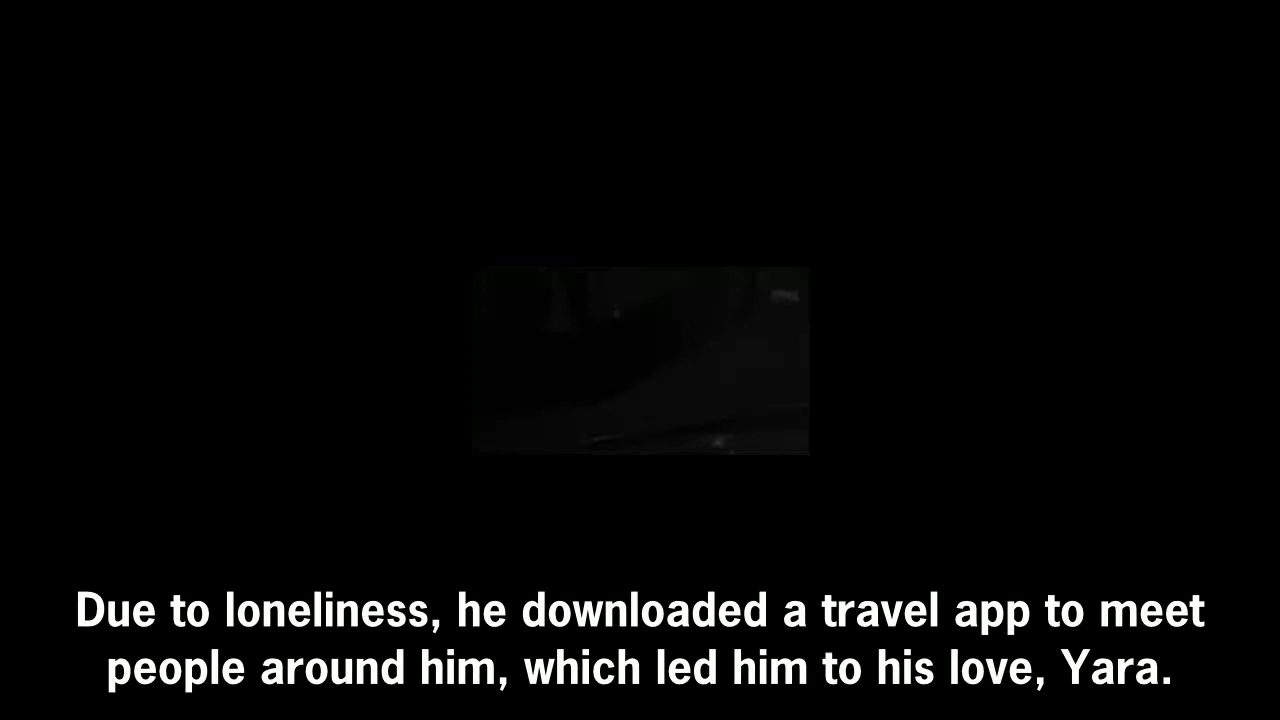 Due to loneliness, he downloaded a travel app to meet
people around him, which led him to his love, Yara.